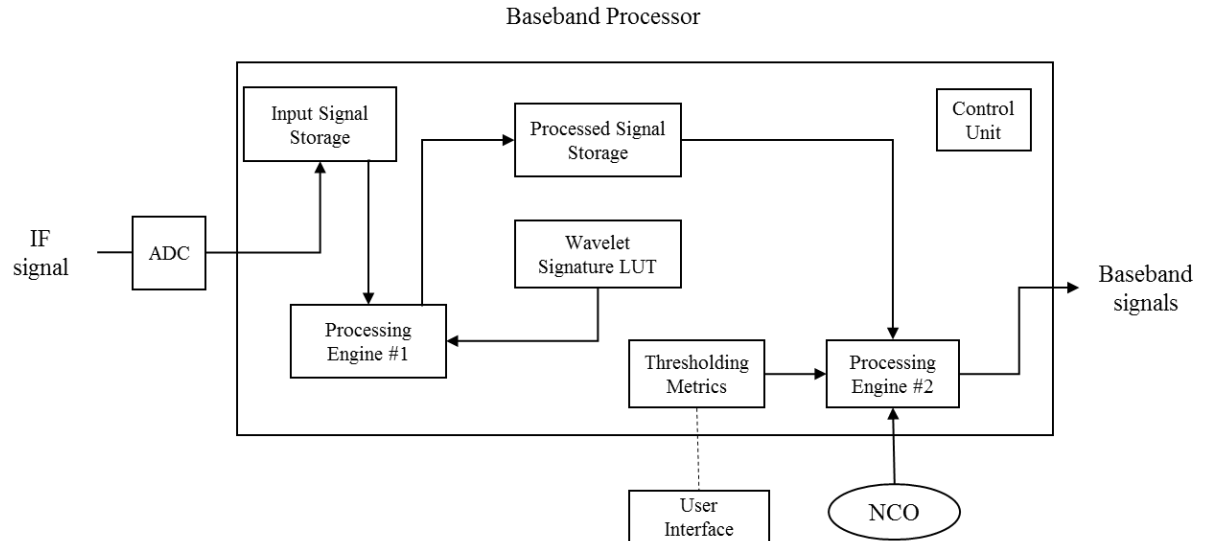 Baseband Processor
Input Signal
Storage
Processed Signal
Storage
Control
Unit
IF
signal
ADC
Wavelet
Signature LUT
Baseband
signals
Processing
Engine #1
Thresholding
Metrics
Processing
Engine #2
User
Interface
NCO